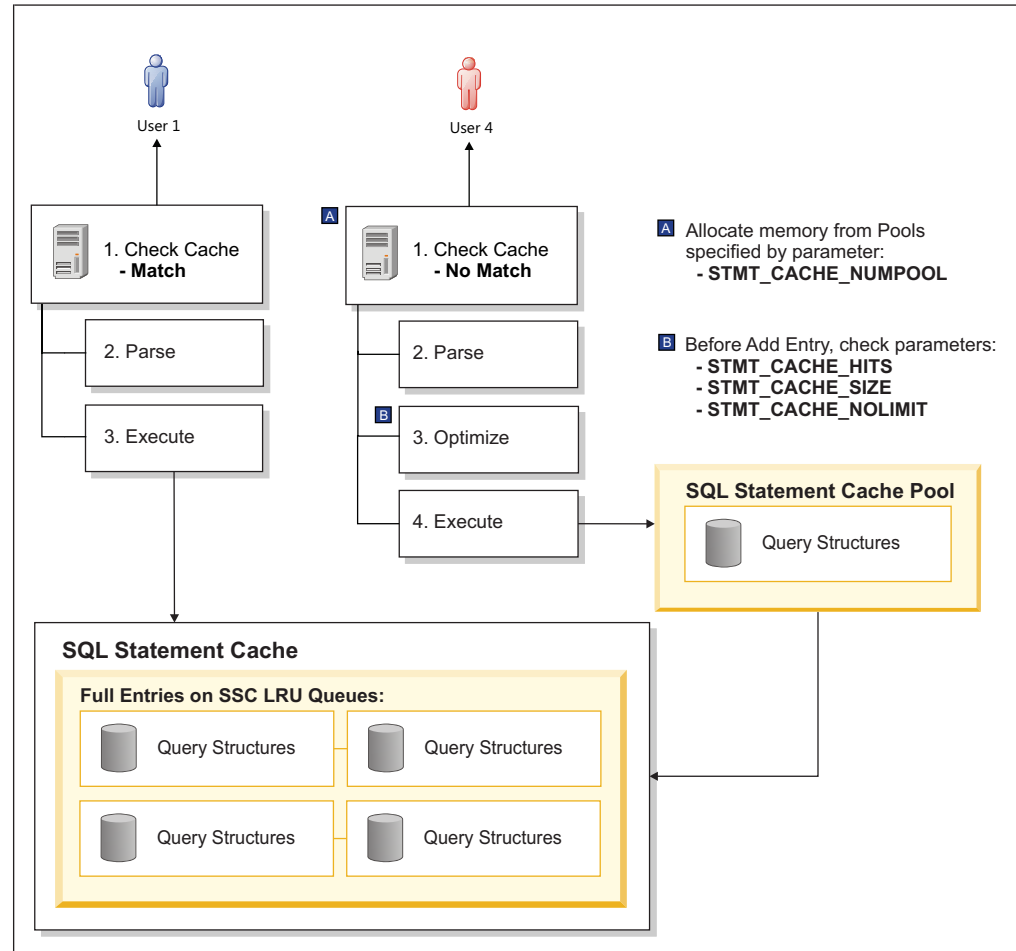 User 1
User 4
1. Check Cache
- Match
2. Parse
3. Execute
A
1. Check Cache
- No Match
2. Parse
B
3. Optimize
4. Execute
A Allocate memory from Pools
specified by parameter:
- STMT_CACHE_NUMPOOL
B Before Add Entry, check parameters:
- STMT_CACHE_HITS
- STMT_CACHE_SIZE
- STMT_CACHE_NOLIMIT
SQL Statement Cache Pool
Query Structures
SQL Statement Cache
Full Entries on SSC LRU Queues:
Query Structures
Query Structures
Query Structures
Query Structures